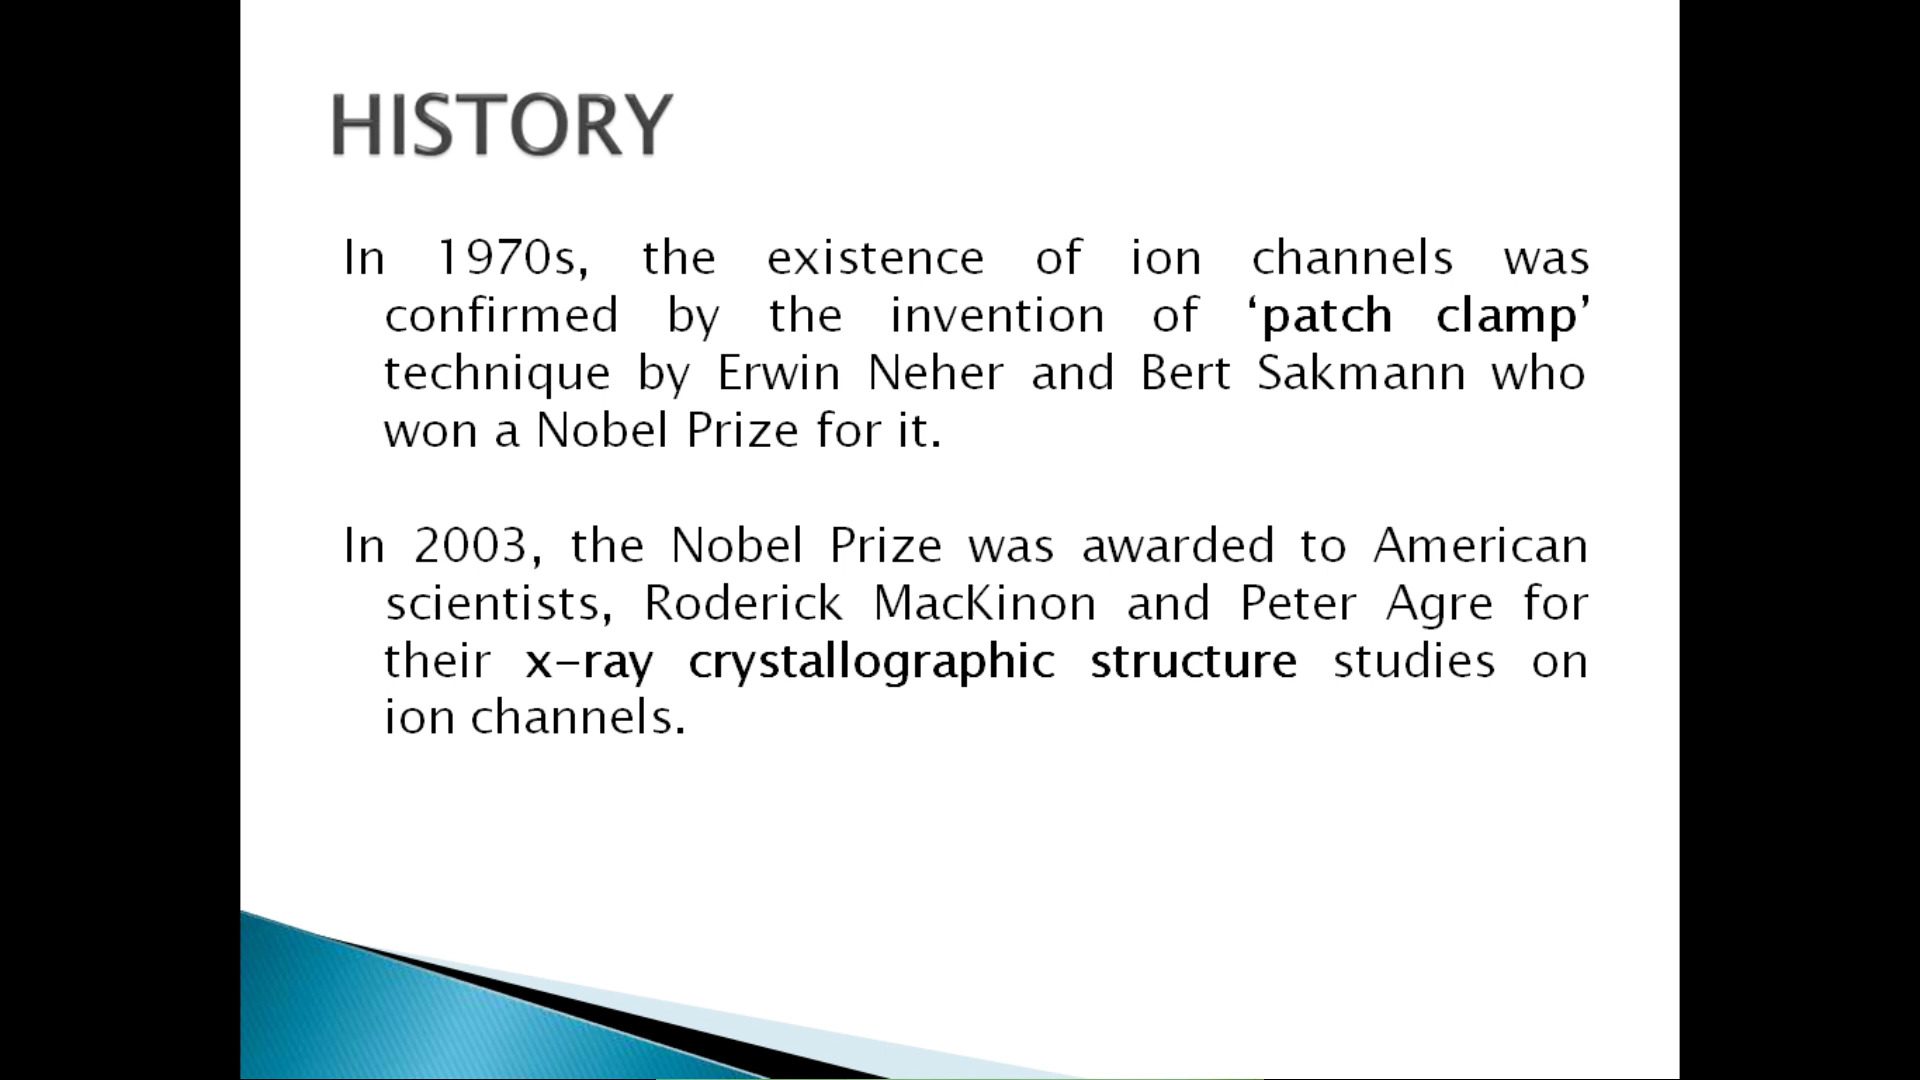 HISTORY
In 1970s, the existence of ion channels was
confirmed by the invention of ‘patch clamp’
technique by Erwin Neher and Bert Sakmann who
won a Nobel Prize for it.
In 2003, the Nobel Prize was awarded to American
scientists, Roderick MacKinon and Peter Agre for
their x-ray crystallographic structure studies on
ion channels.